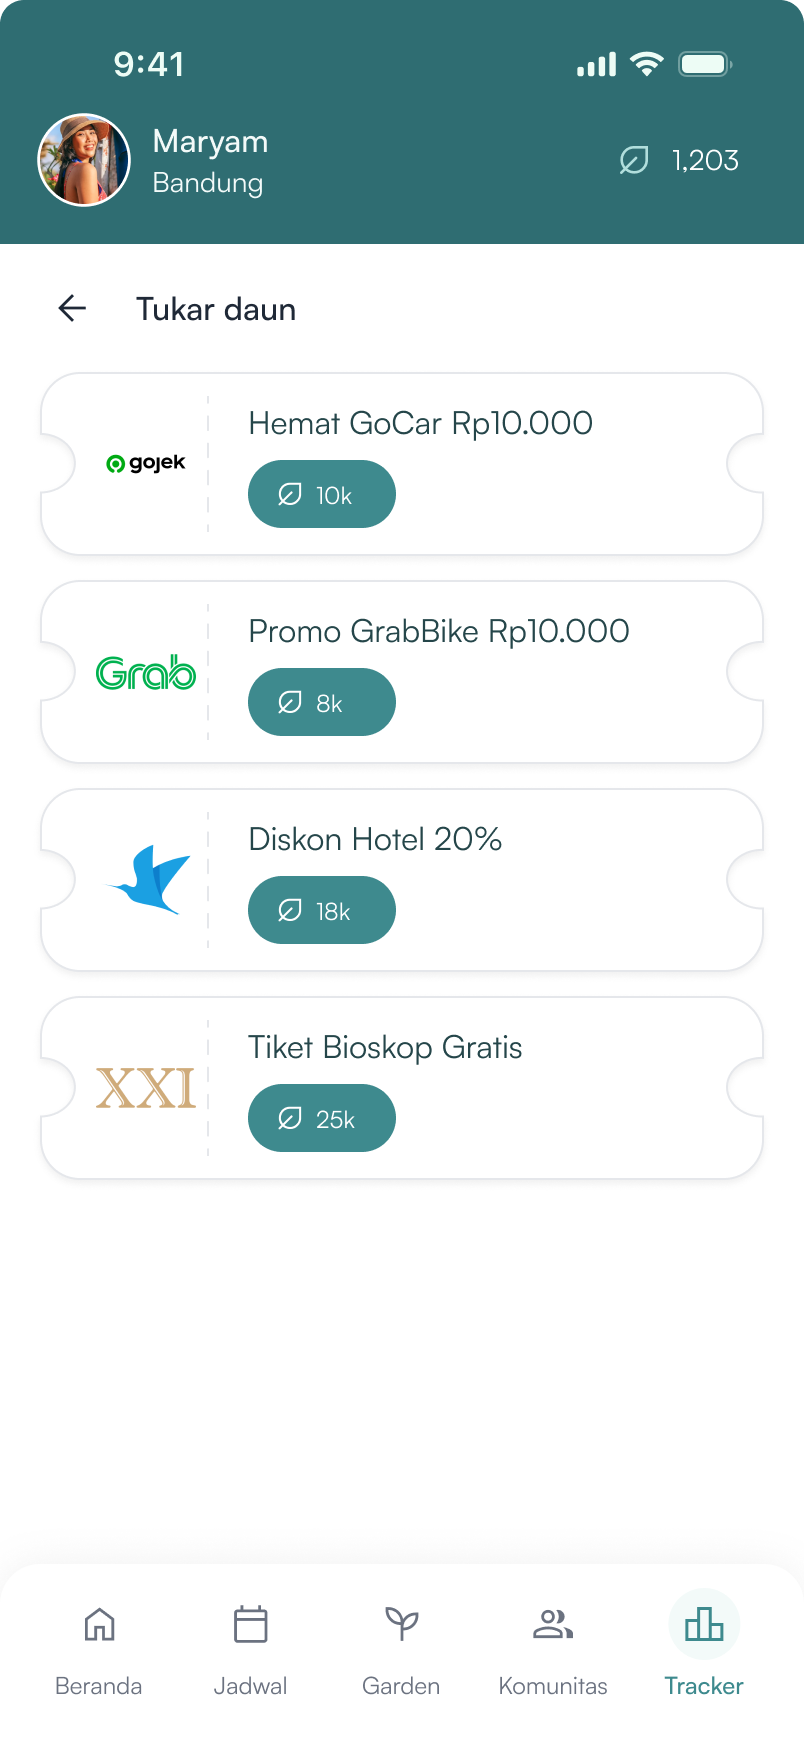 9:41
Maryam
Bandung
1,203
Tukar daun
gojek
Hemat GoCar Rp10.000
10k
Grab
Promo GrabBike Rp10.000
8k
Diskon Hotel 20%
18k
XXI
Tiket Bioskop Gratis
25k
Beranda
Jadwal
Garden
Komunitas
Tracker